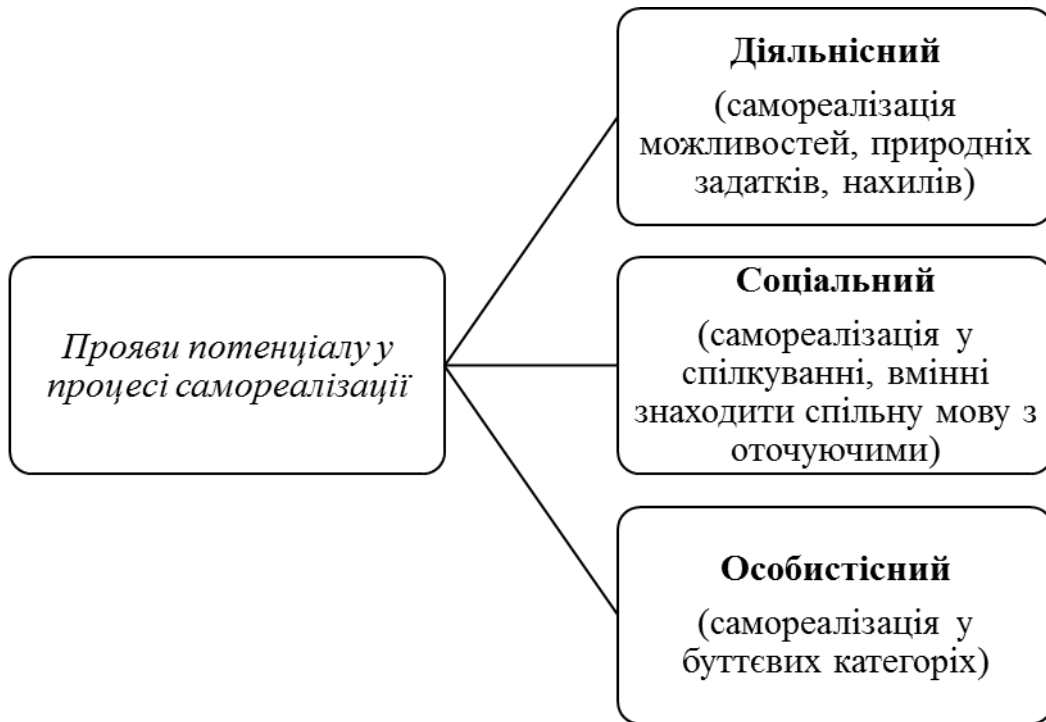 Діяльнісний
(самореалізація
можливостей, природніх
задатків, нахилів)
Прояви потенціалу у
процесі самореалізації
Соціальний
(самореалізація у
спілкуванні, вмінні
знаходити спільну мову з
оточуючими)
Особистісний
(самореалізація у
буттєвих категоріх)